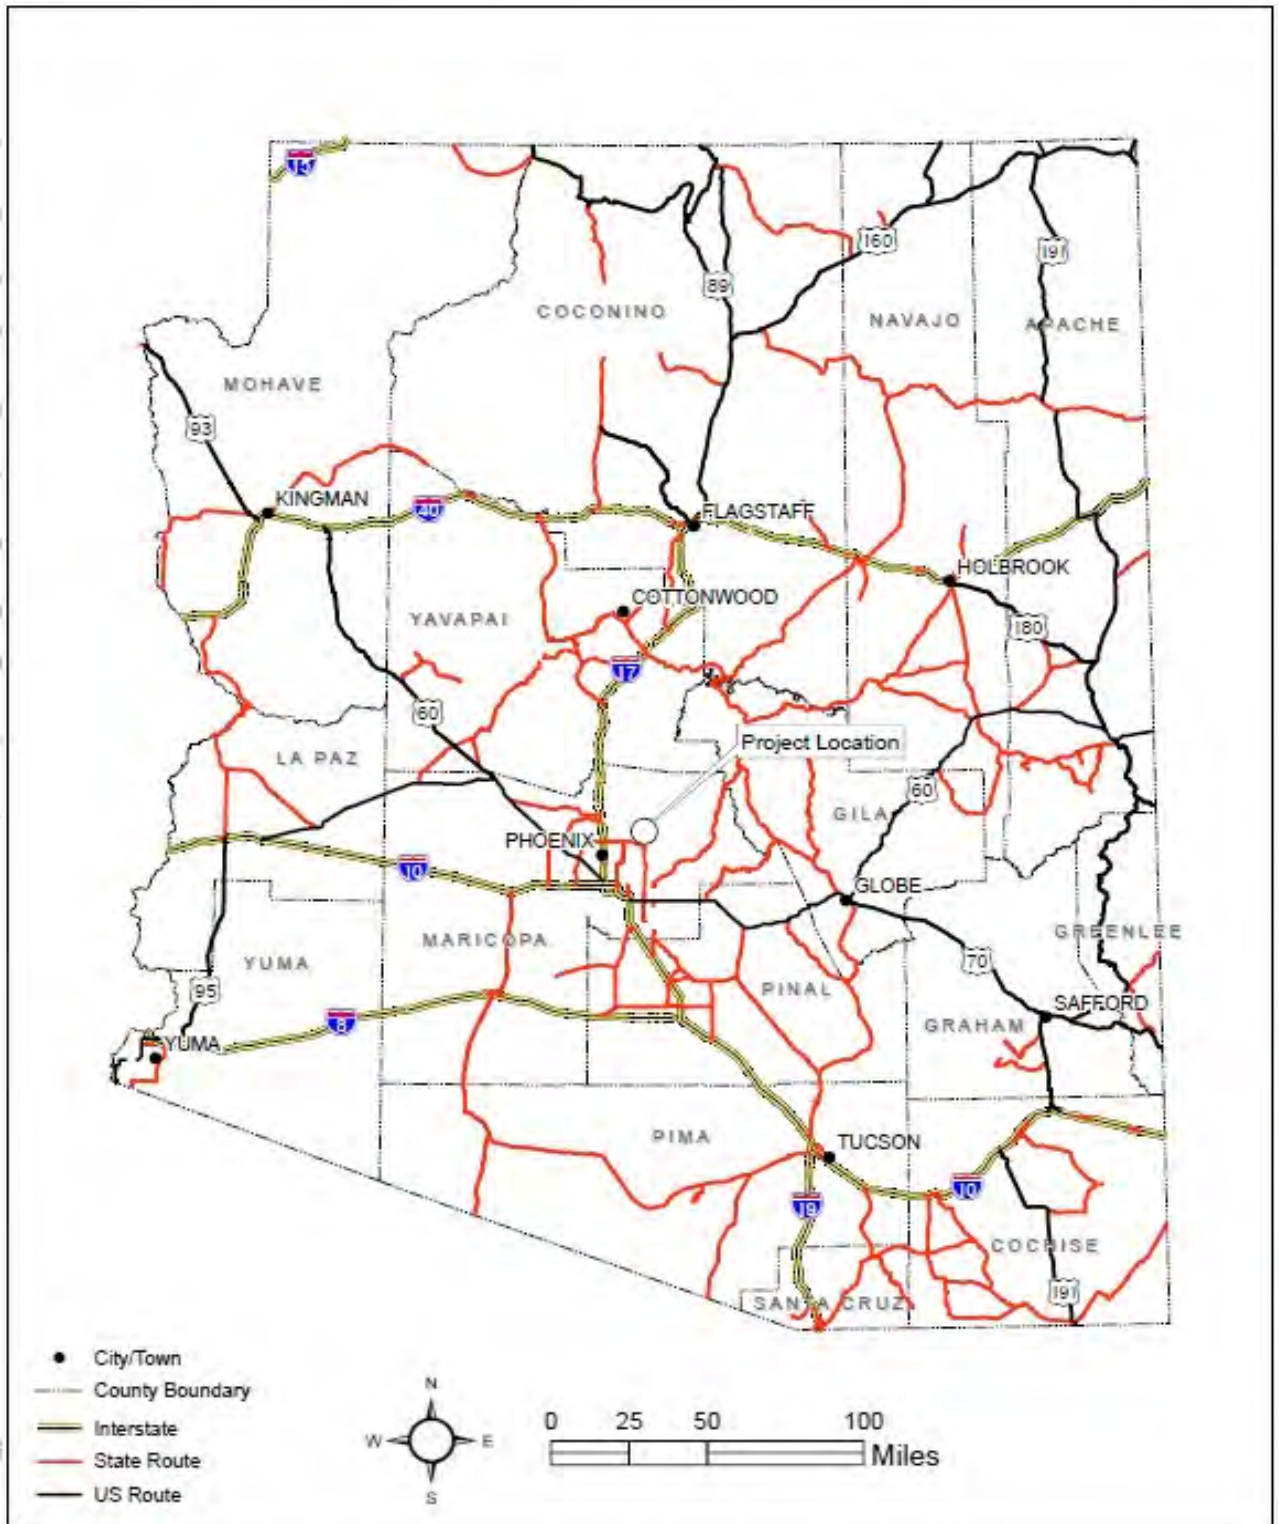 15
160
191
89
COCONINO
NAVAJO
APACHE
MOHAVE
93
KINGMAN
40
FLAGSTAFF
HOLBROOK
COTTONWOOD
YAVAPAI
180
17
60
Project Location
LA PAZ
60
GILA
PHOENIX
10
GLOBE
GREENLEE
MARICOPA
YUMA
70
95
PINAL
SAFFORD
8
GRAHAM
YUMA
PIMA
TUCSON
10
19
COCHISE
191
SANTA CRUZ
City/Town
County Boundary
Interstate
State Route
US Route
N
W E
S
0 25 50 100
Miles